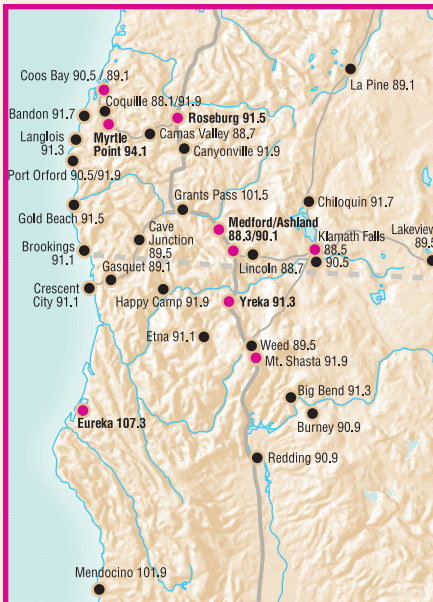 Coos Bay 90.5 / 89.1
La Pine 89.1
Coquille 88.1/91.9
Bandon 91.7
Roseburg 91.5
Langlois
91.3
Myrtle
Point 94.1
Camas Valley 88.7
Canyonville 91.9
Port Orford 90.5/91.9
Grants Pass 101.5
Chiloquin 91.7
Gold Beach 91.5
Medford/Ashland
88.3/90.1
Cave
Junction
89.5
Klamath Falls
88.5
90.5
Lakeview
89.5
Brookings
91.1
Lincoln 88.7
Gasquet 89.1
Crescent
City 91.1
Happy Camp 91.9
Yreka 91.3
Etna 91.1
Weed 89.5
Mt. Shasta 91.9
Big Bend 91.3
Eureka 107.3
Burney 90.9
Redding 90.9
Mendocino 101.9